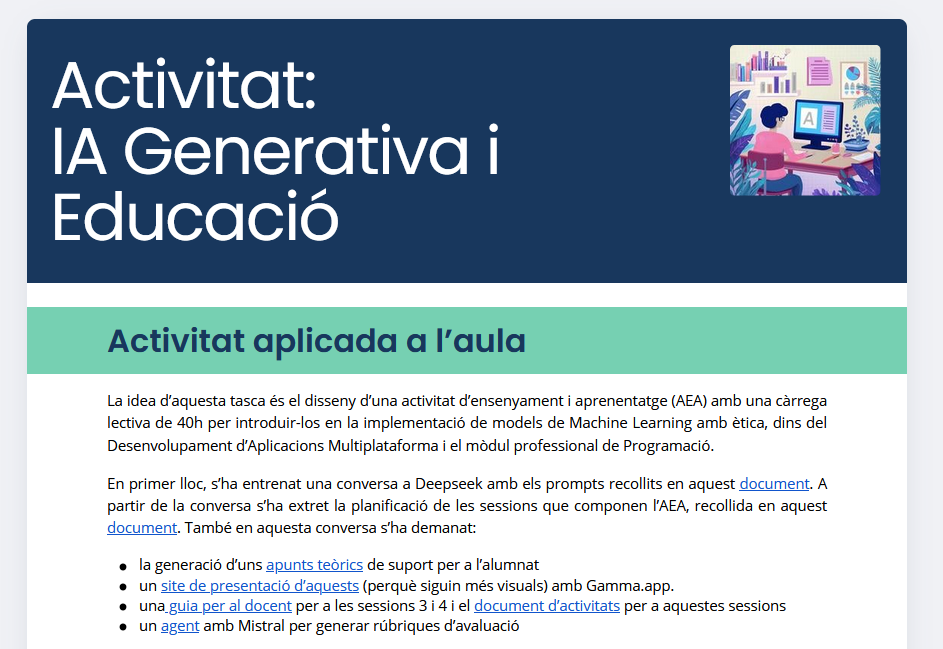 Activitat:
IA Generativa i
Educació
A
Activitat aplicada a l’aula
La idea d’aquesta tasca és el disseny d’una activitat d’ensenyament i aprenentatge (AEA) amb una càrrega
lectiva de 40h per introduir-los en la implementació de models de Machine Learning amb ètica, dins del
Desenvolupament d’Aplicacions Multiplataforma i el mòdul professional de Programació.
En primer lloc, s’ha entrenat una conversa a Deepseek amb els prompts recollits en aquest document. A
partir de la conversa s’ha extret la planificació de les sessions que componen l’AEA, recollida en aquest
document. També en aquesta conversa s’ha demanat:
● la generació d’uns apunts teòrics de suport per a l’alumnat
● un site de presentació d’aquests (perquè siguin més visuals) amb Gamma.app.
● una guia per al docent per a les sessions 3 i 4 i el document d’activitats per a aquestes sessions
● un agent amb Mistral per generar rúbriques d’avaluació